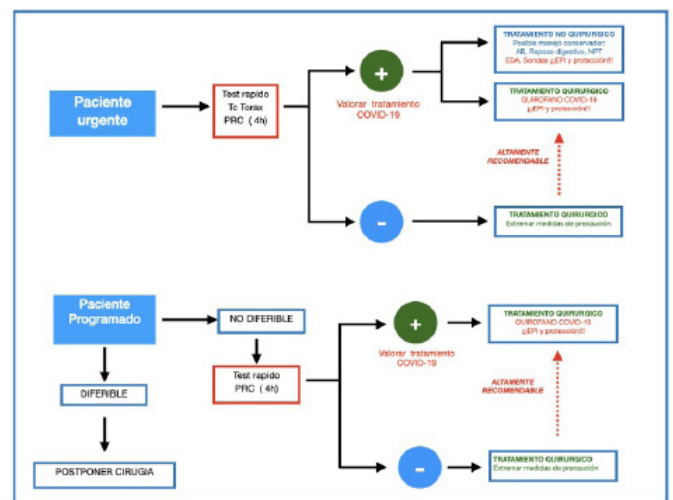 Paciente
urgente
Test rapido
Tc Torax
PRC ( 4h)
+
Valorar tratamiento
COVID-19
TRATAMIENTO NO QUIRURGICO
Posible manejo conservador:
AB, Reposo digestivo, NPT
EDA, Sondas ¡¡EPI y protección!!!
TRATAMIENTO QUIRURGICO
QUIROFANO COVID-19
¡¡EPI y protección!!!
ALTAMENTE
RECOMENDABLE
-
TRATAMIENTO QUIRURGICO
Extremar medidas de precaución
Paciente
Programado
NO DIFERIBLE
Test rapido
PRC ( 4h)
DIFERIBLE
POSTPONER CIRUGIA
+
Valorar tratamiento
COVID-19
TRATAMIENTO QUIRURGICO
QUIROFANO COVID-19
¡¡EPI y protección!!!
ALTAMENTE
RECOMENDABLE
-
TRATAMIENTO QUIRURGICO
Extremar medidas de precaución